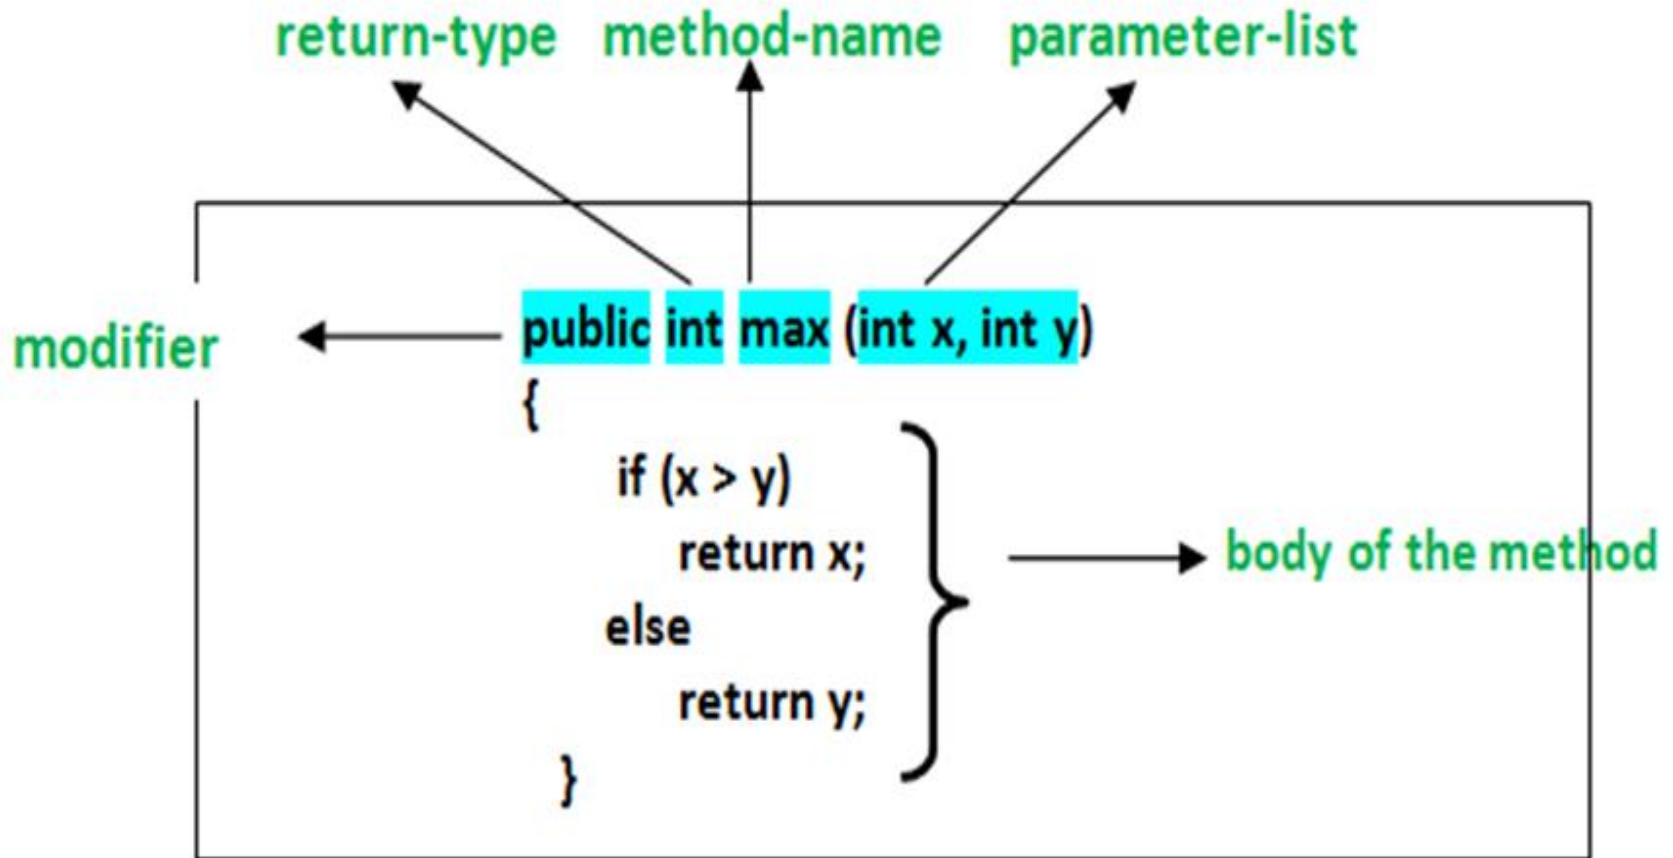 return-type method-name parameter-list
modifier
public int max (int x, int y)
{
if (x > y)
return x;
else
return y;
}
body of the method